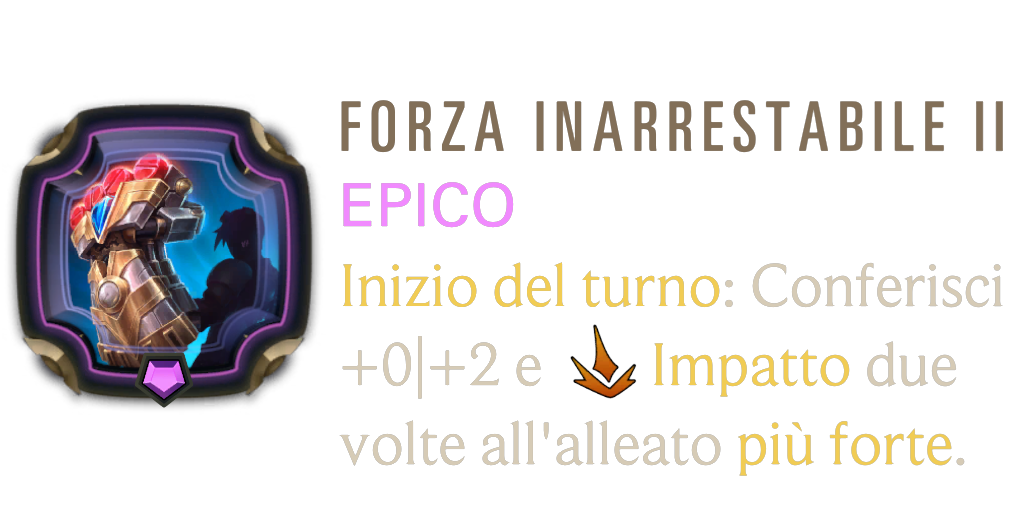 FORZA INARRESTABILE II
EPICO
Inizio del turno: Conferisci
+0|+2 e Impatto due
volte all'alleato più forte.